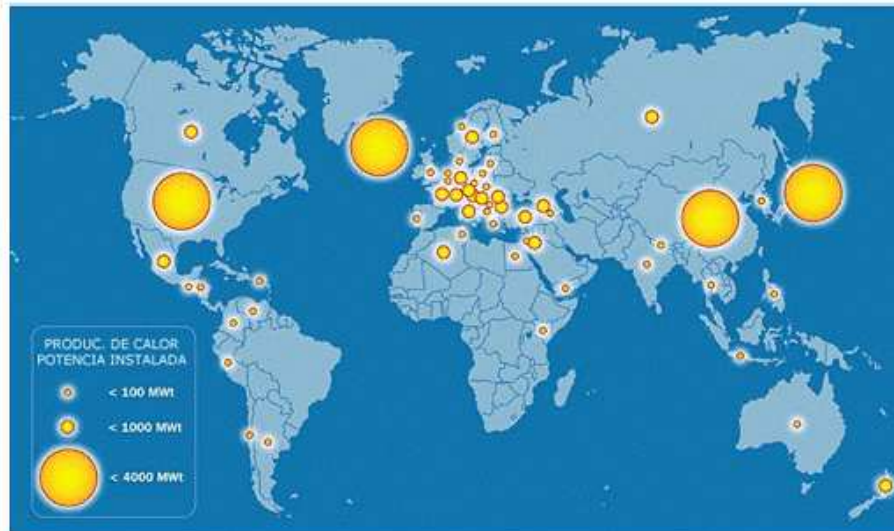 PRODUC. DE CALOR
POTENCIA INSTALADA
< 100 MWt
< 1000 MWt
< 4000 MWt